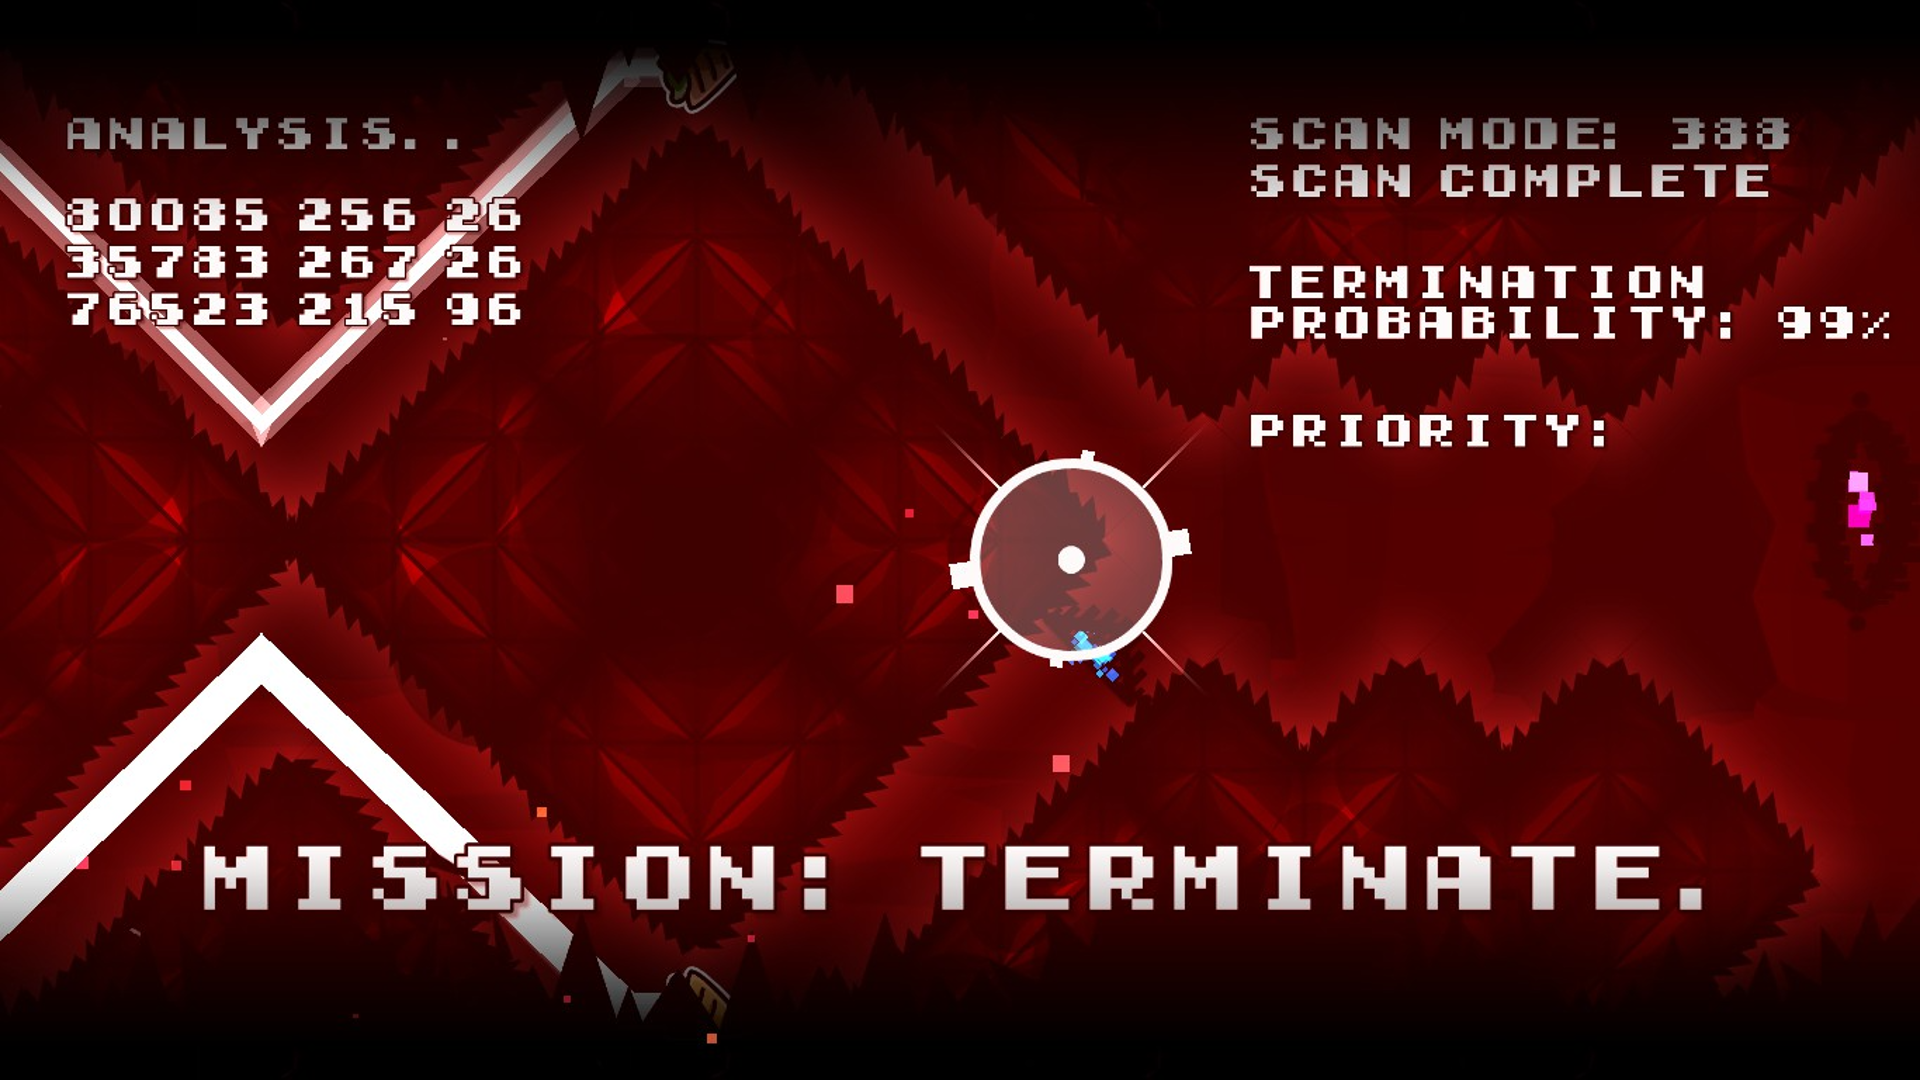 ANALYSIS..
80085 256 26
35783 267 26
76523 215 96
SCAN MODE: 388
SCAN COMPLETE
TERMINATION
PROBABILITY: 99%
PRIORITY:
MISSION: TERMINATE.